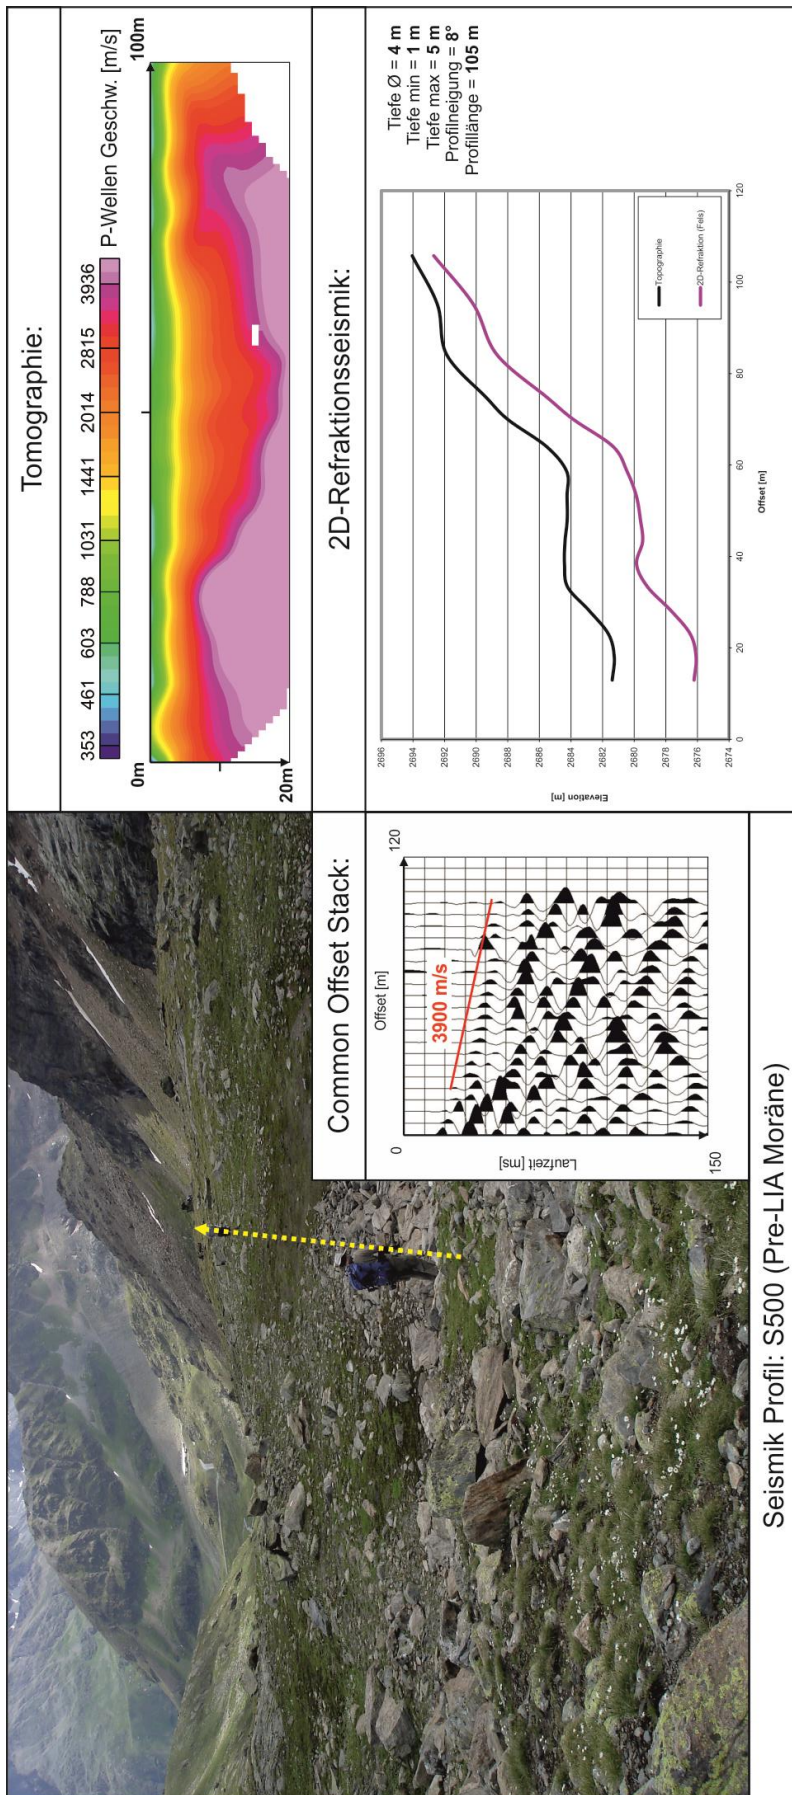 Common Offset Stack:
Offset [m]
0
120
3900 m/s
Laufzeit [ms]
150
Tomographie:
353 461 603 788 1031 1441 2014 2815 3936 P-Wellen Geschw. [m/s]
0m
100m
20m
2D-Refraktionsseismik:
Tiefe Ø = 4 m
Tiefe min = 1 m
Tiefe max = 5 m
Profilneigung = 8°
Profillänge = 105 m
2696
2694
2692
2690
2688
2686
2684
2682
2680
2678
2676
2674
Elevation [m]
0 20 40 60 80 100 120
Offset [m]
Topographie
2D-Refraktion (Fels)
Seismik Profil: S500 (Pre-LIA Moräne)